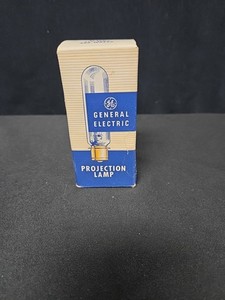 GE
GENERAL
ELECTRIC
PROJECTION
LAMP